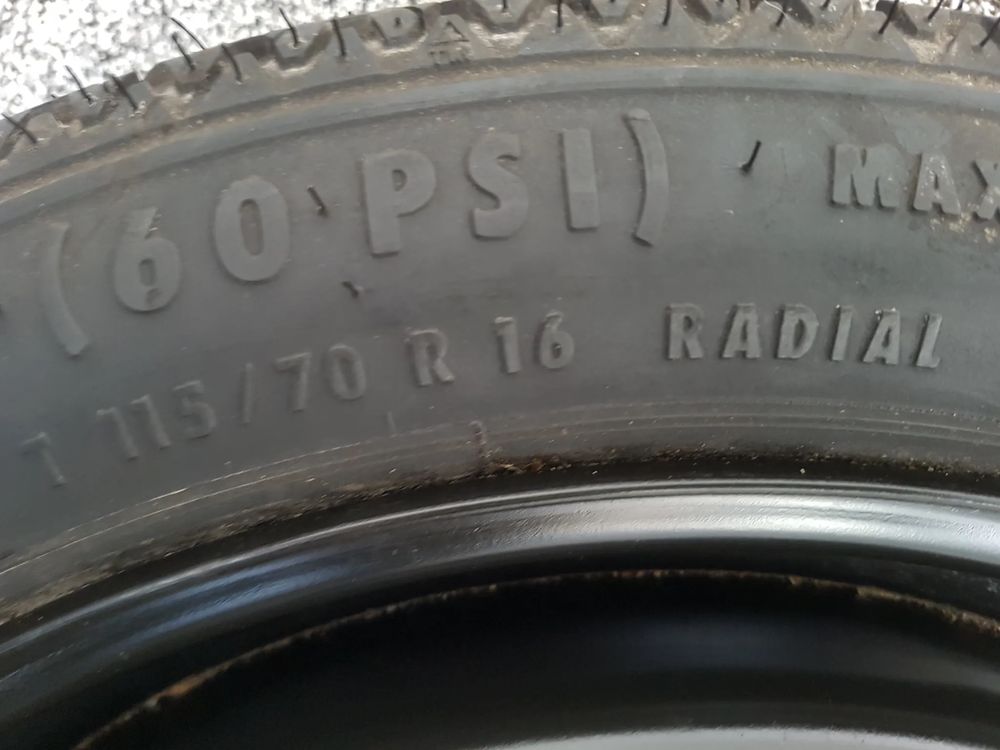 (60 PSI) MAX
T 115/70 R 16 RADIAL